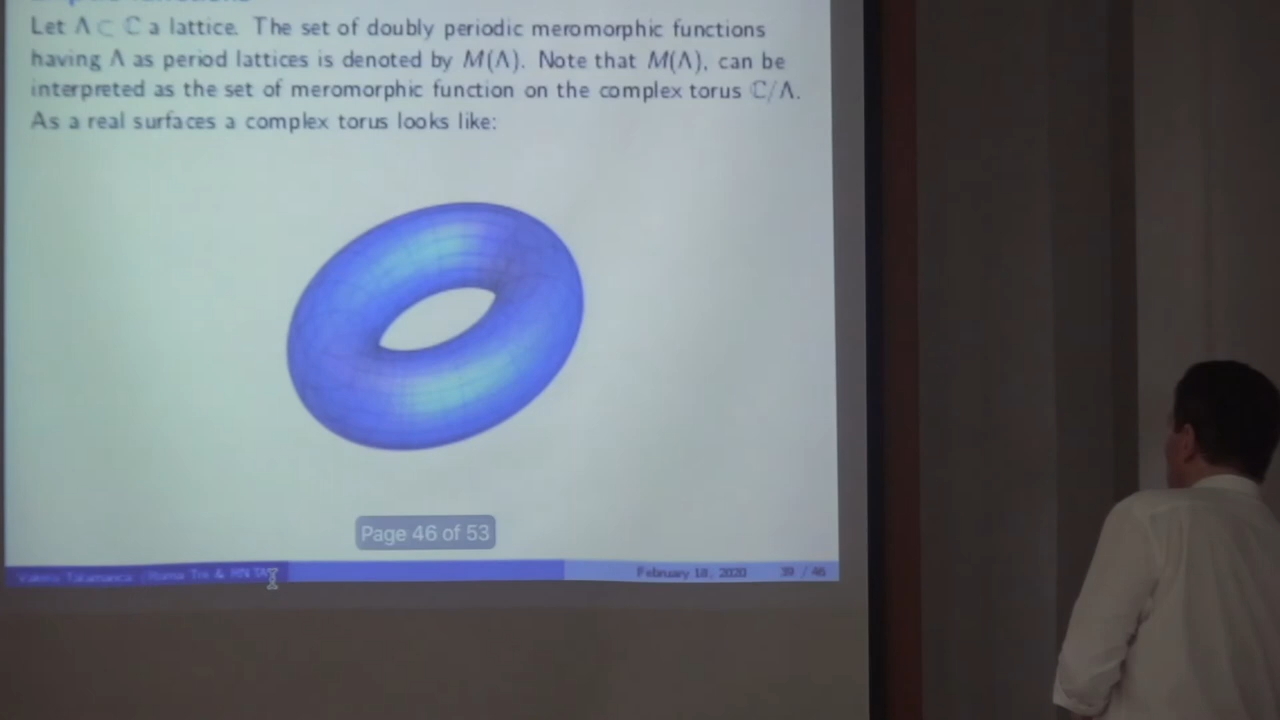 Let Λ ⊂ ℂ a lattice. The set of doubly periodic meromorphic functions
having Λ as period lattices is denoted by M(Λ). Note that M(Λ), can be
interpreted as the set of meromorphic function on the complex torus ℂ/Λ.
As a real surfaces a complex torus looks like:
Page 46 of 53
February 18, 2020 39 / 46